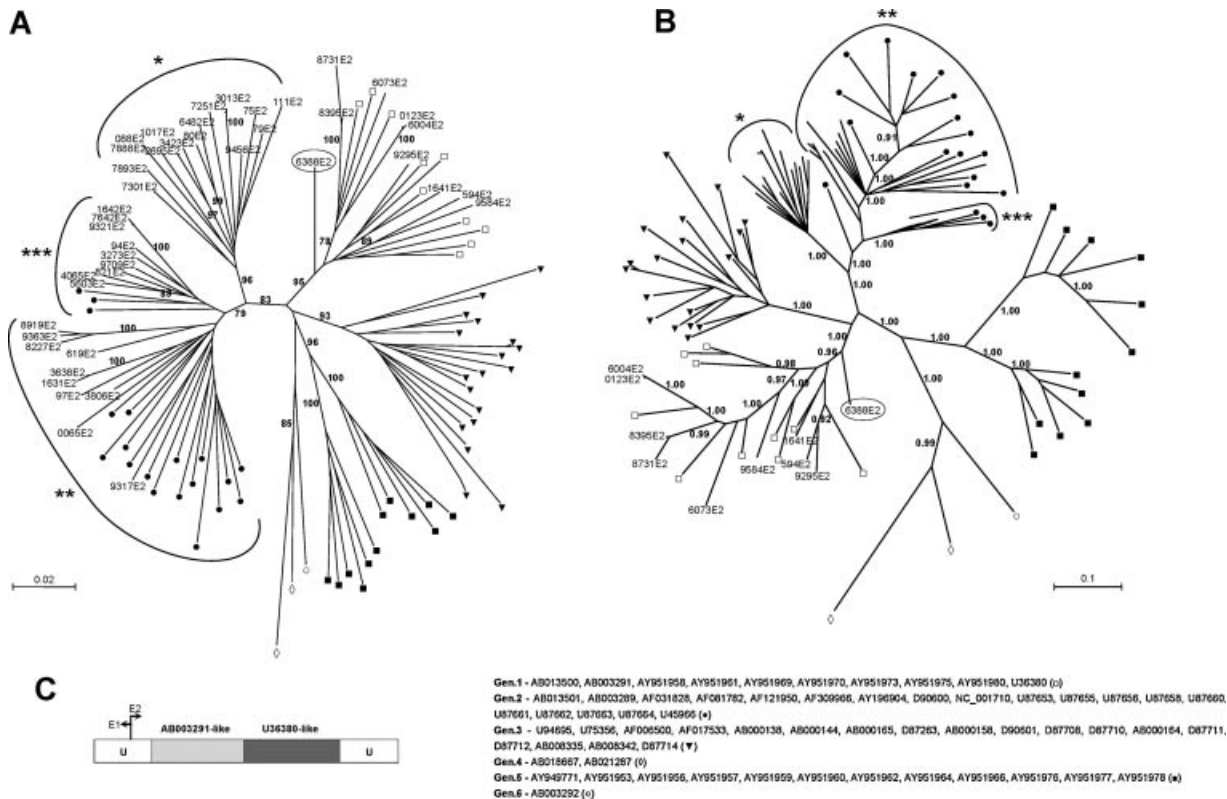 A
*
8731E2
6073E2
3013E2
7251E2
111E2
8395E2
6482E2
100
75E2
0123E2
1017E2
80E2
79E2
6004E2
088E2
3423E2
100
100
7888E2
9456E2
9295E2
7893E2
6388E2
7301E2
1641E2
594E2
9584E2
1642E2
7642E2
9321E2
100
78
89
***
94E2
3273E2
9709E2
4065E2
96
95
83
93
79
8919E2
9363E2
8227E2
100
619E2
96
100
3638E2
1631E2
100
97E2
3806E2
100
0065E2
85
9317E2
**
0.02
B
**
*
0.91
1.00
1.00
1.00
***
1.00
1.00
1.00
1.00
1.00
1.00
1.00
1.00
0.96
1.00
0.98
6004E2
0123E2
1.00
0.97
1.00
1.00
1.00
6388E2
0.92
8395E2
0.99
1641E2
0.99
8731E2
9584E2
594E2
9295E2
6073E2
0.1
C
E2
E1
AB003291-like
U36380-like
U
U
Gen.1 - AB013500, AB003291, AY951958, AY951961, AY951969, AY951970, AY951973, AY951975, AY951980, U36380 (□)
Gen.2 - AB013501, AB003289, AF031828, AF081782, AF121950, AF309966, AY196904, D90600, NC_001710, U87653, U87655, U87656, U87658, U87660,
U87661, U87662, U87663, U87664, U45966 (●)
Gen.3 - U94695, U75356, AF006500, AF017533, AB000138, AB000144, AB000165, D87263, AB000158, D90601, D87708, D87710, AB000164, D87711,
D87712, AB008335, AB008342, D87714 (▼)
Gen.4 - AB018667, AB021287 (◊)
Gen.5 - AY949771, AY951953, AY951956, AY951957, AY951959, AY951960, AY951962, AY951964, AY951966, AY951976, AY951977, AY951978 (■)
Gen.6 - AB003292 (○)